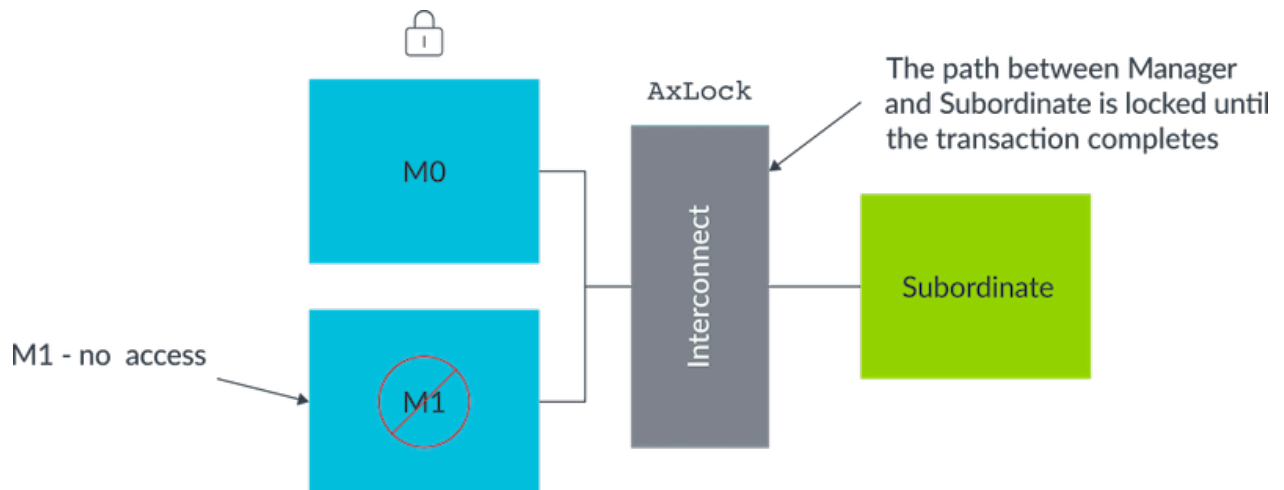 AxLock
The path between Manager
and Subordinate is locked until
the transaction completes
M0
Interconnect
Subordinate
M1 - no access
M1